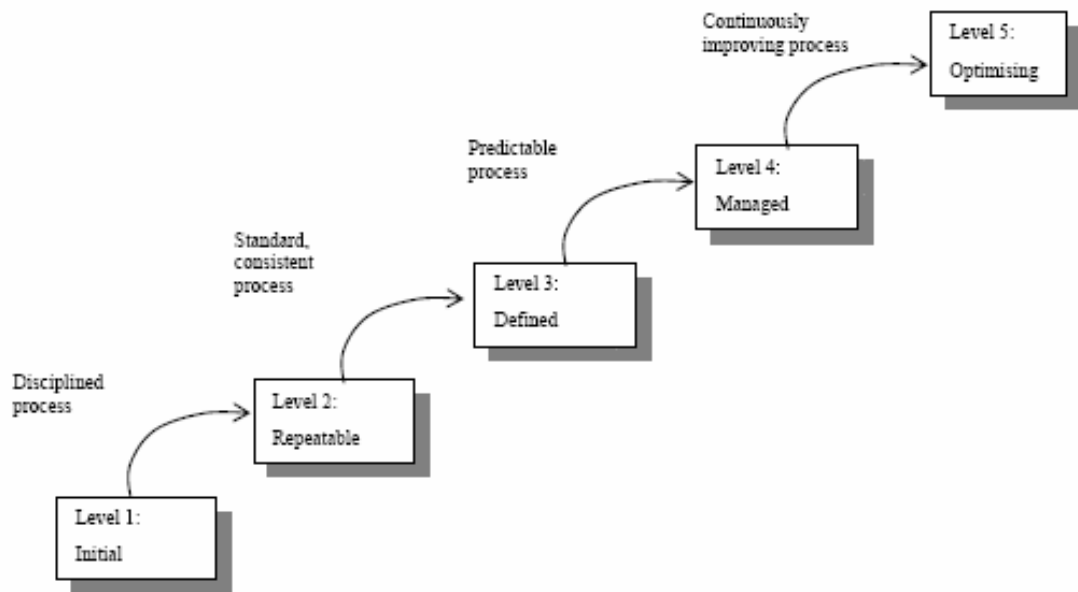 Continuously
improving process
Level 5:
Optimising
Predictable
process
Level 4:
Managed
Standard,
consistent
process
Level 3:
Defined
Disciplined
process
Level 2:
Repeatable
Level 1:
Initial